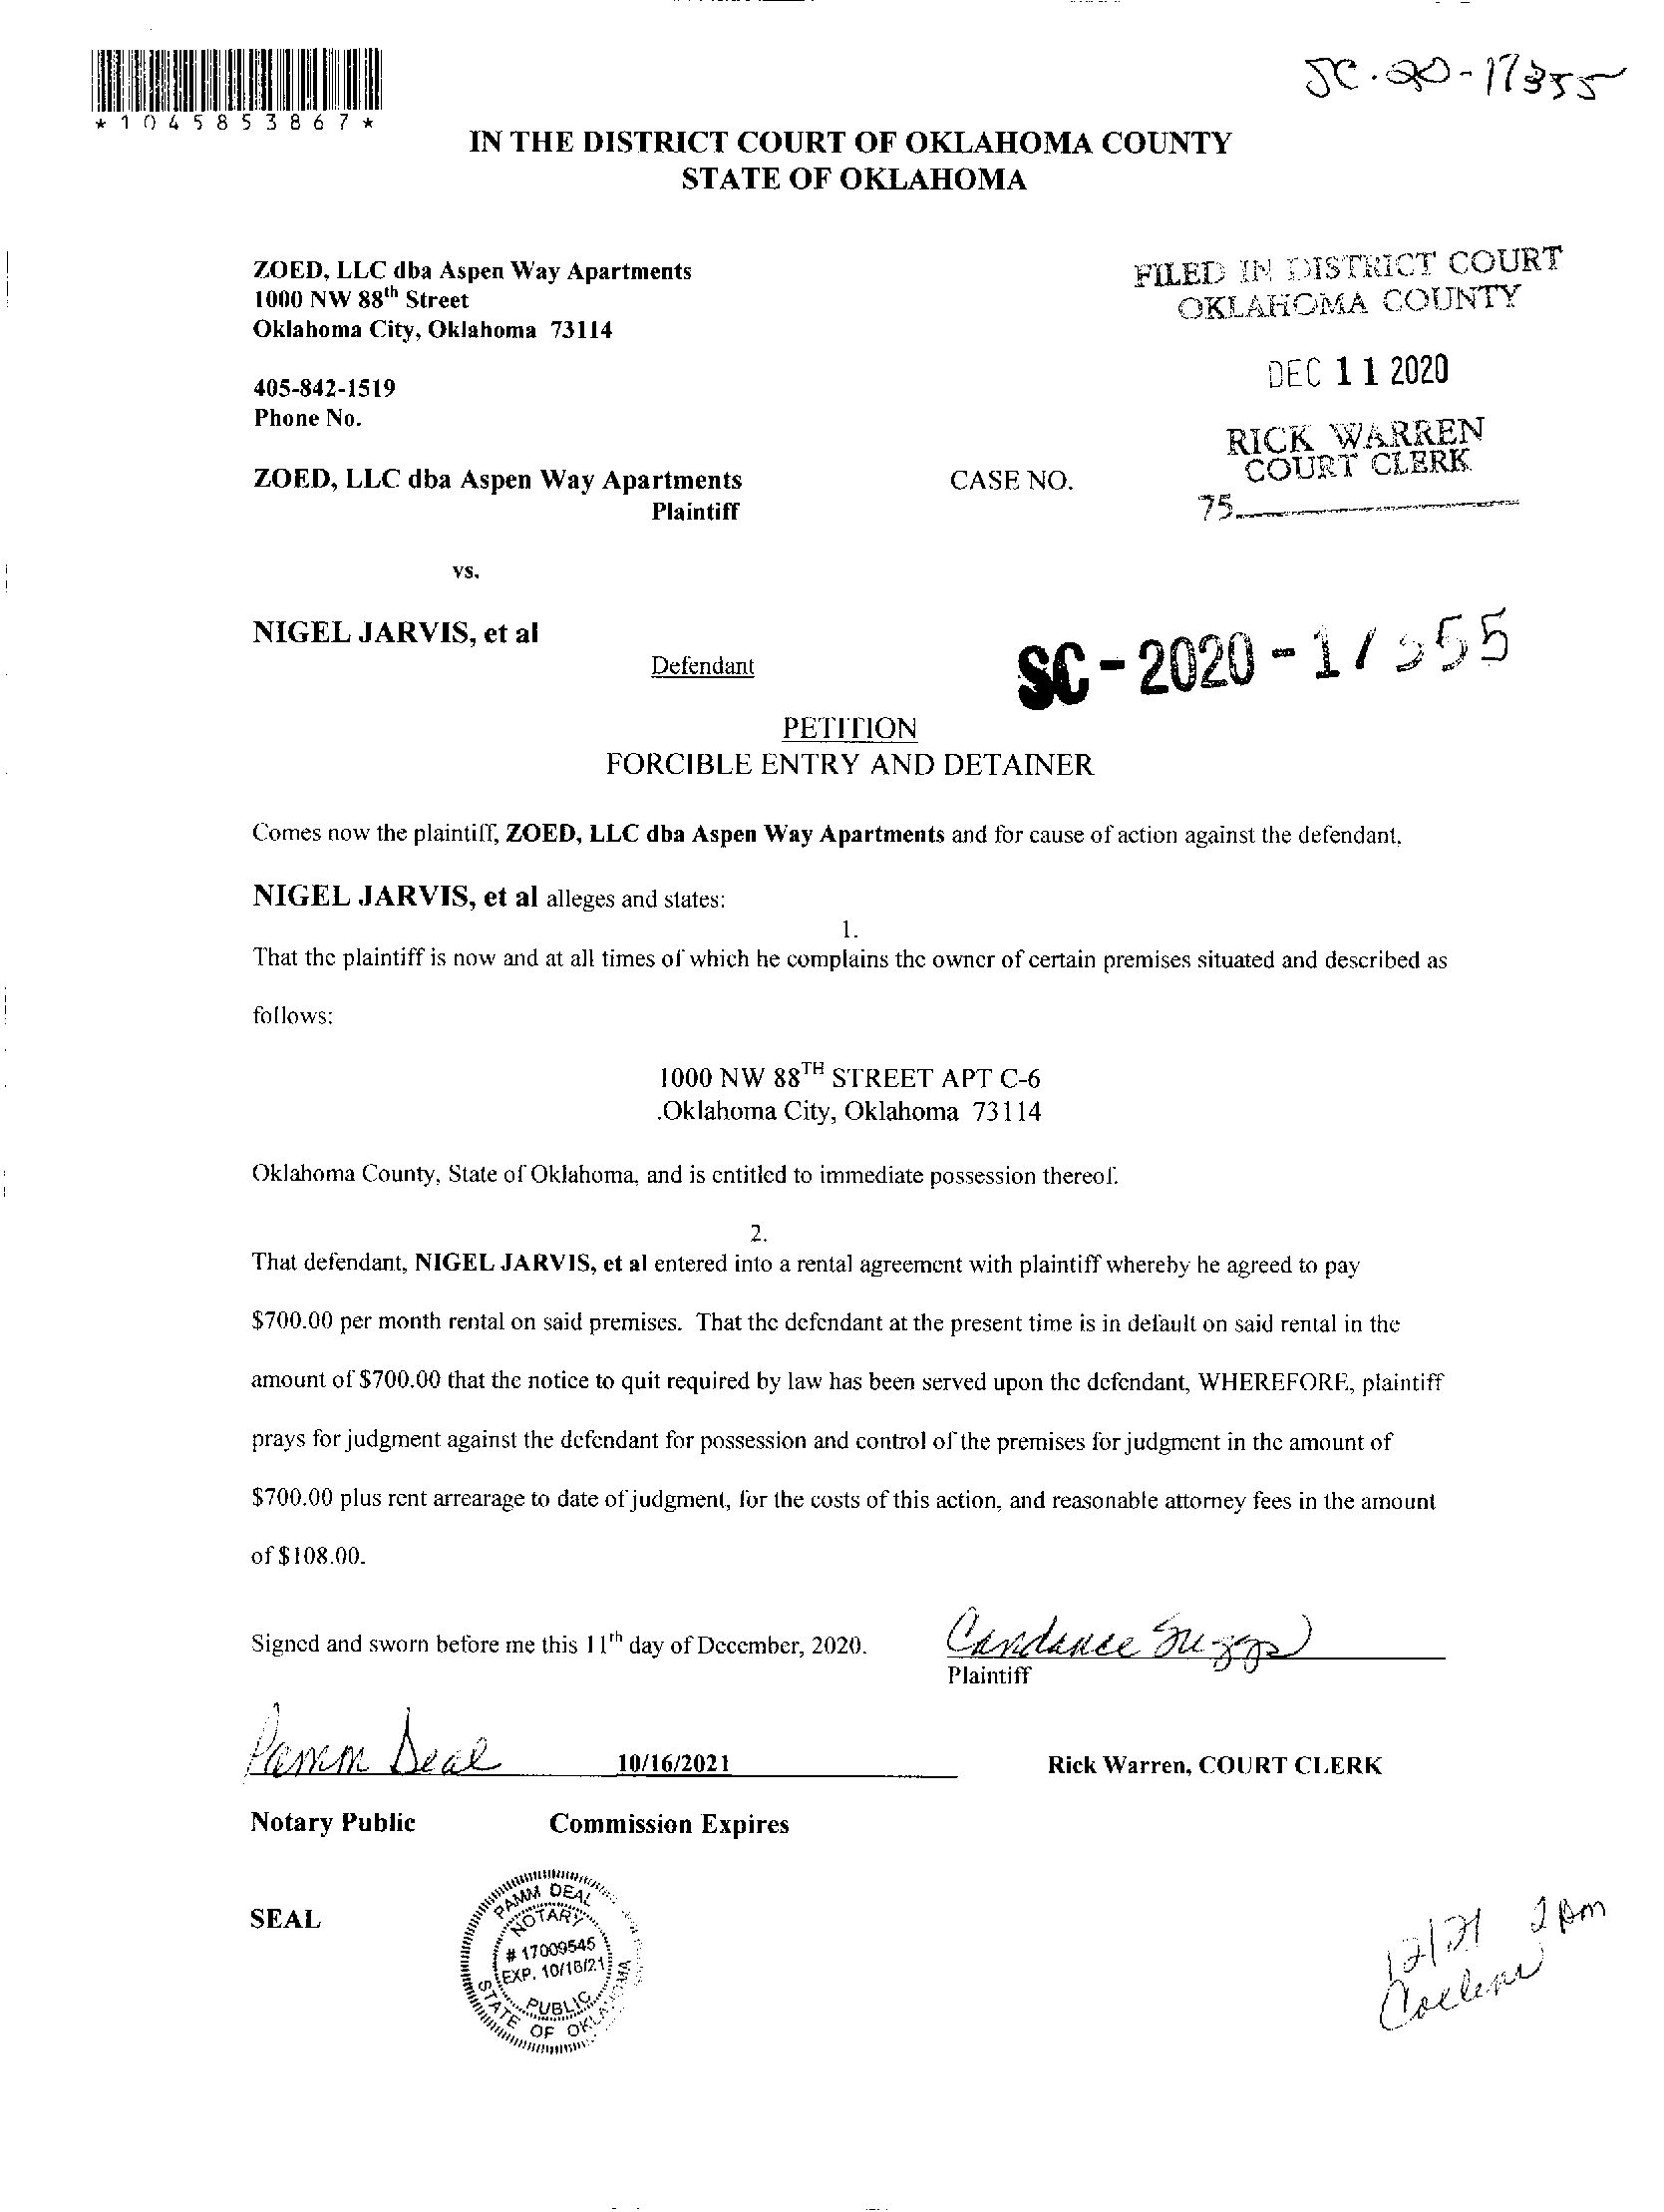 *1045853867*
SC-20-17355
IN THE DISTRICT COURT OF OKLAHOMA COUNTY
STATE OF OKLAHOMA
ZOED, LLC dba Aspen Way Apartments
1000 NW 88th Street
Oklahoma City, Oklahoma 73114
FILED IN DISTRICT COURT
OKLAHOMA COUNTY
DEC 11 2020
405-842-1519
Phone No.
RICK WARREN
COURT CLERK
ZOED, LLC dba Aspen Way Apartments
CASE NO.
75
Plaintiff
vs.
NIGEL JARVIS, et al
Defendant
SC-2020-17355
PETITION
FORCIBLE ENTRY AND DETAINER
Comes now the plaintiff, ZOED, LLC dba Aspen Way Apartments and for cause of action against the defendant,
NIGEL JARVIS, et al alleges and states:
1.
That the plaintiff is now and at all times of which he complains the owner of certain premises situated and described as
follows:
1000 NW 88TH STREET APT C-6
.Oklahoma City, Oklahoma 73114
Oklahoma County, State of Oklahoma, and is entitled to immediate possession thereof.
2.
That defendant, NIGEL JARVIS, et al entered into a rental agreement with plaintiff whereby he agreed to pay
$700.00 per month rental on said premises. That the defendant at the present time is in default on said rental in the
amount of $700.00 that the notice to quit required by law has been served upon the defendant, WHEREFORE, plaintiff
prays for judgment against the defendant for possession and control of the premises for judgment in the amount of
$700.00 plus rent arrearage to date of judgment, for the costs of this action, and reasonable attorney fees in the amount
of $108.00.
Signed and sworn before me this 11th day of December, 2020.
Candance Suggs
Plaintiff
Pamm Deal
10/16/2021
Rick Warren, COURT CLERK
Notary Public
Commission Expires
SEAL
PAMM DEAL
NOTARY
# 17009545
EXP. 10/16/21
PUBLIC
STATE OF OKLAHOMA
12/21 2pm